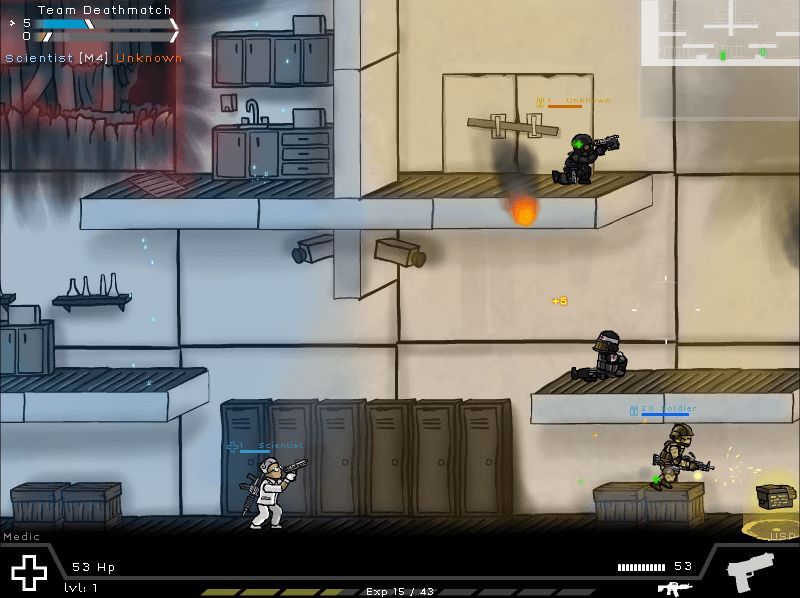 Team Deathmatch
> 5
0
Scientist [M4] Unknown
1 Unknown
+5
20 Soldier
1 Scientist
Medic
USP
53 Hp
53
lvl: 1
Exp 15 / 43